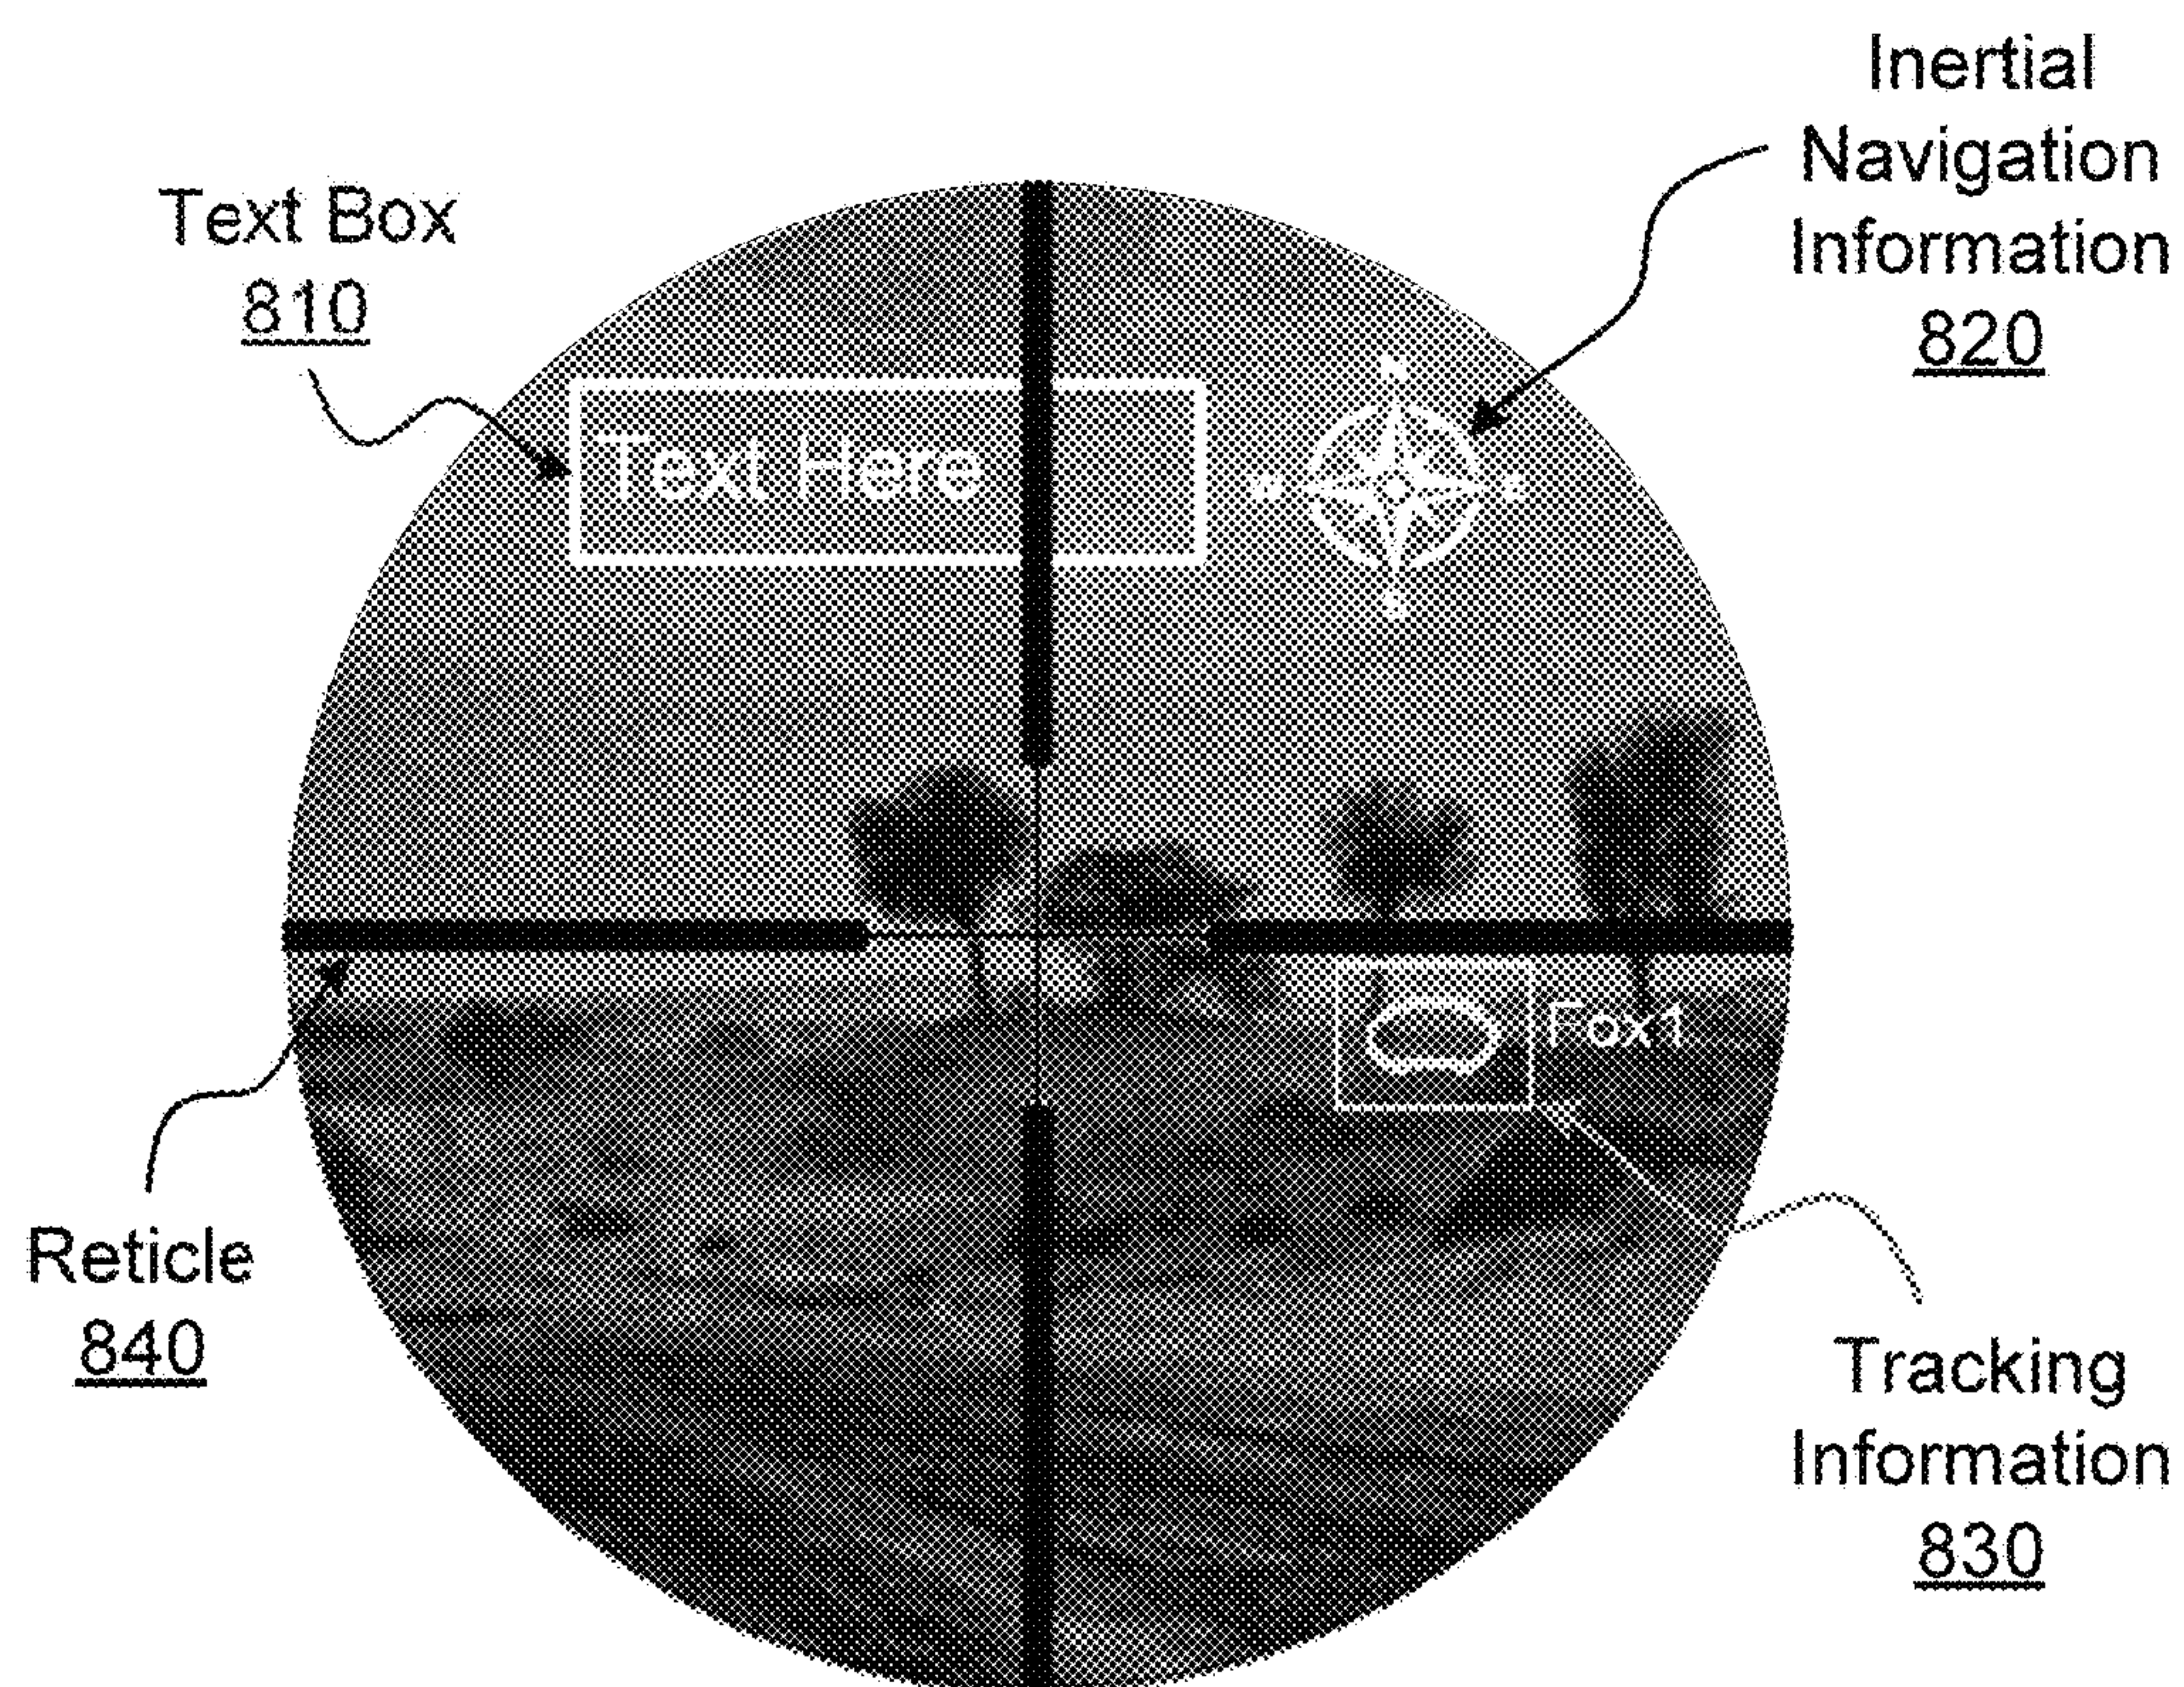 Inertial
Navigation
Information
820
Text Box
810
Text Here
N
W
E
S
Fox1
Reticle
840
Tracking
Information
830